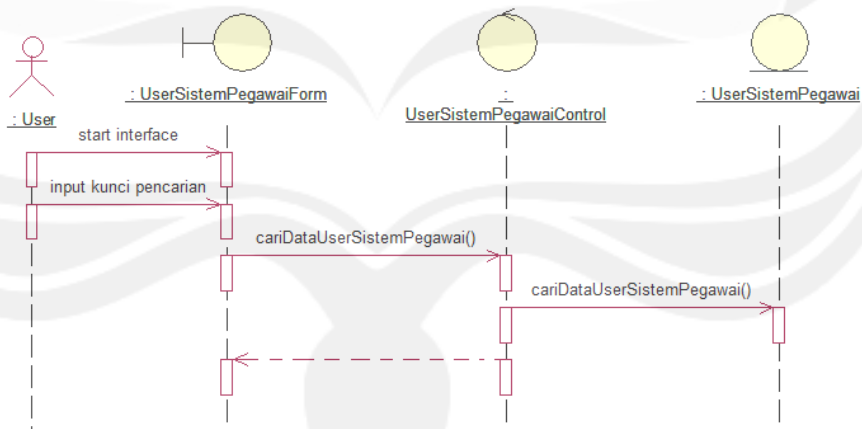 : UserSistemPegawaiForm
:
UserSistemPegawaiControl
: UserSistemPegawai
: User
start interface
input kunci pencarian
cariDataUserSistemPegawai()
cariDataUserSistemPegawai()